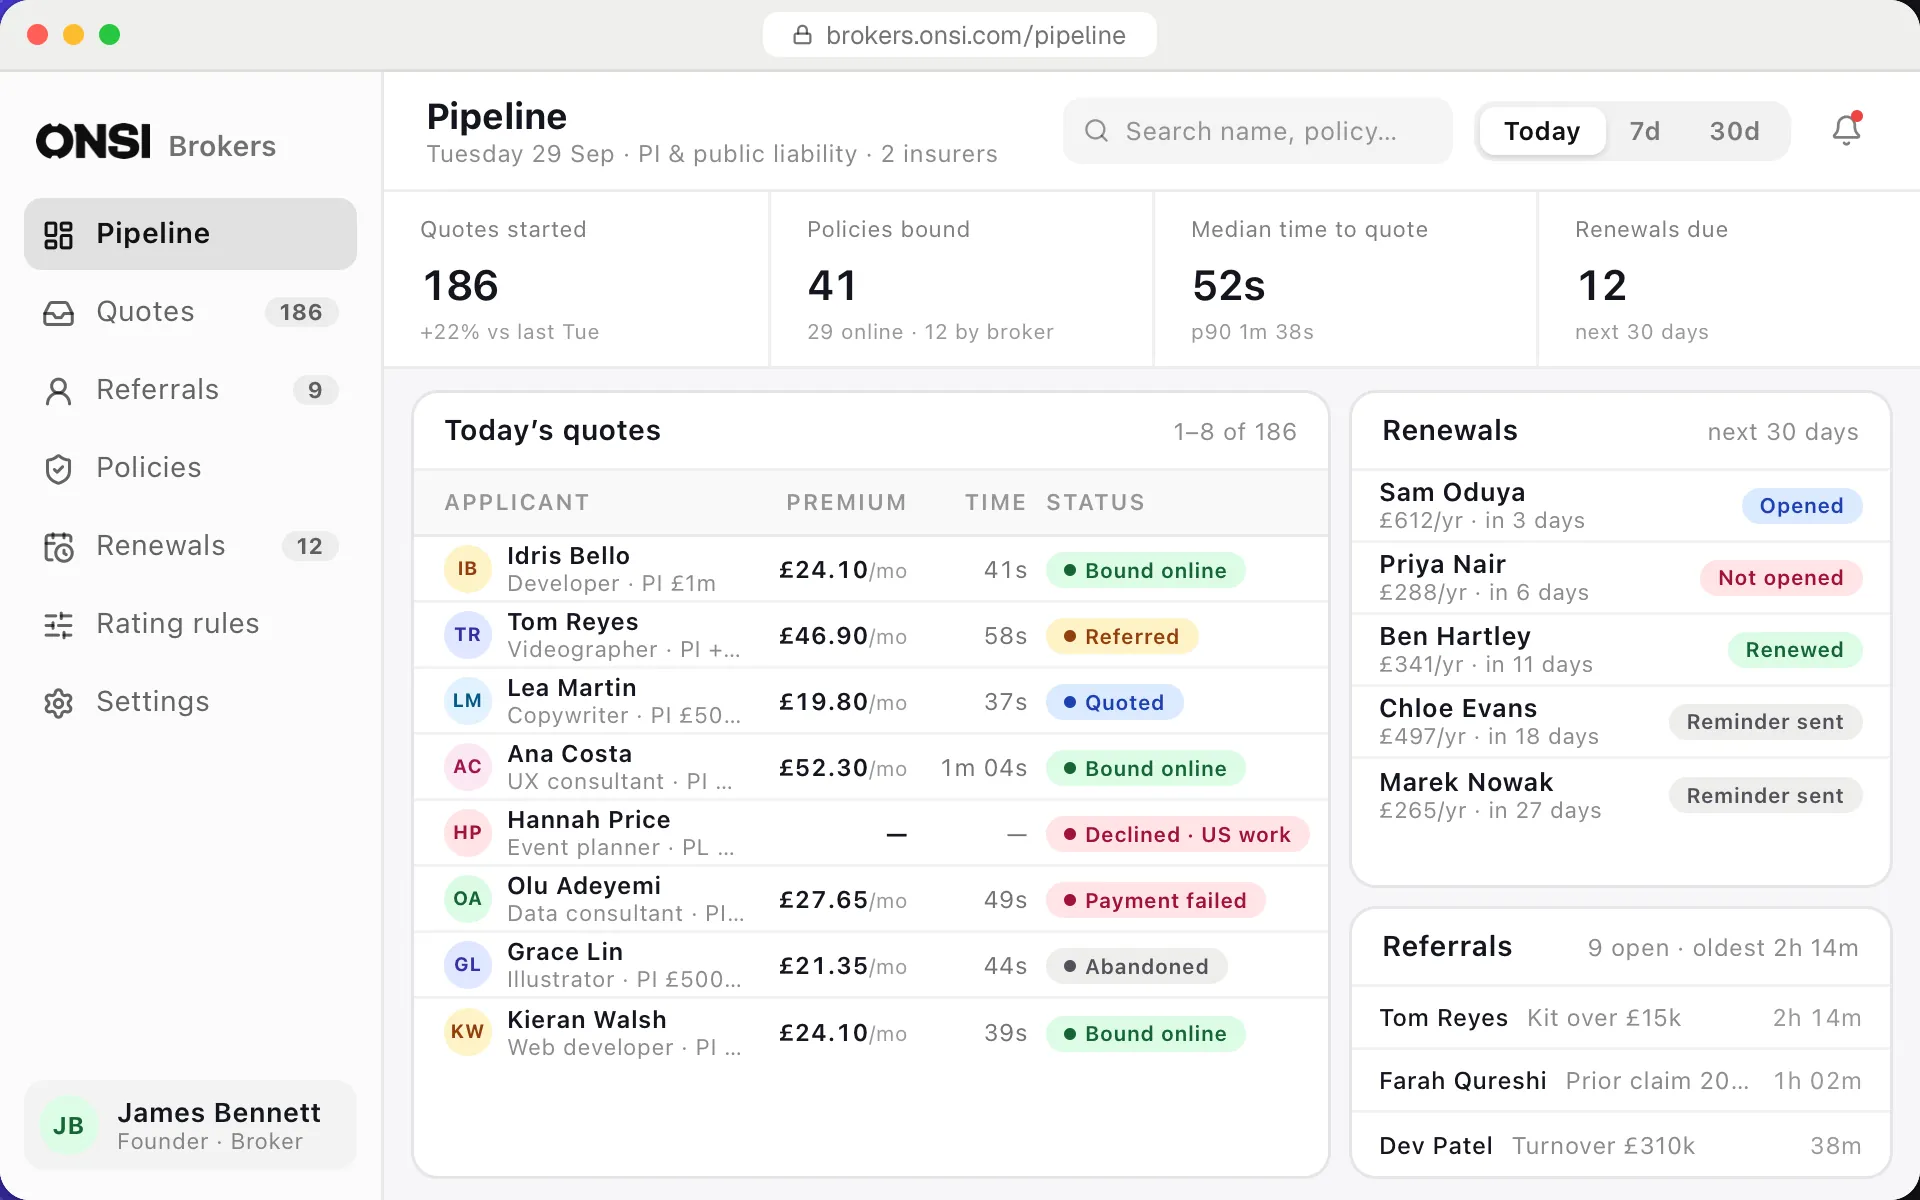 brokers.onsi.com/pipeline
ONSI Brokers
Pipeline
Quotes 186
Referrals 9
Policies
Renewals 12
Rating rules
Settings
JB
James Bennett
Founder · Broker
Pipeline
Tuesday 29 Sep · PI & public liability · 2 insurers
Search name, policy...
Today 7d 30d
Quotes started
186
+22% vs last Tue
Policies bound
41
29 online · 12 by broker
Median time to quote
52s
p90 1m 38s
Renewals due
12
next 30 days
Today’s quotes 1–8 of 186
APPLICANT PREMIUM TIME STATUS
IB Idris Bello £24.10/mo 41s Bound online
Developer · PI £1m
TR Tom Reyes £46.90/mo 58s Referred
Videographer · PI +...
LM Lea Martin £19.80/mo 37s Quoted
Copywriter · PI £50...
AC Ana Costa £52.30/mo 1m 04s Bound online
UX consultant · PI ...
HP Hannah Price — — Declined · US work
Event planner · PL ...
OA Olu Adeyemi £27.65/mo 49s Payment failed
Data consultant · PI...
GL Grace Lin £21.35/mo 44s Abandoned
Illustrator · PI £500...
KW Kieran Walsh £24.10/mo 39s Bound online
Web developer · PI ...
Renewals next 30 days
Sam Oduya Opened
£612/yr · in 3 days
Priya Nair Not opened
£288/yr · in 6 days
Ben Hartley Renewed
£341/yr · in 11 days
Chloe Evans Reminder sent
£497/yr · in 18 days
Marek Nowak Reminder sent
£265/yr · in 27 days
Referrals 9 open · oldest 2h 14m
Tom Reyes Kit over £15k 2h 14m
Farah Qureshi Prior claim 20... 1h 02m
Dev Patel Turnover £310k 38m